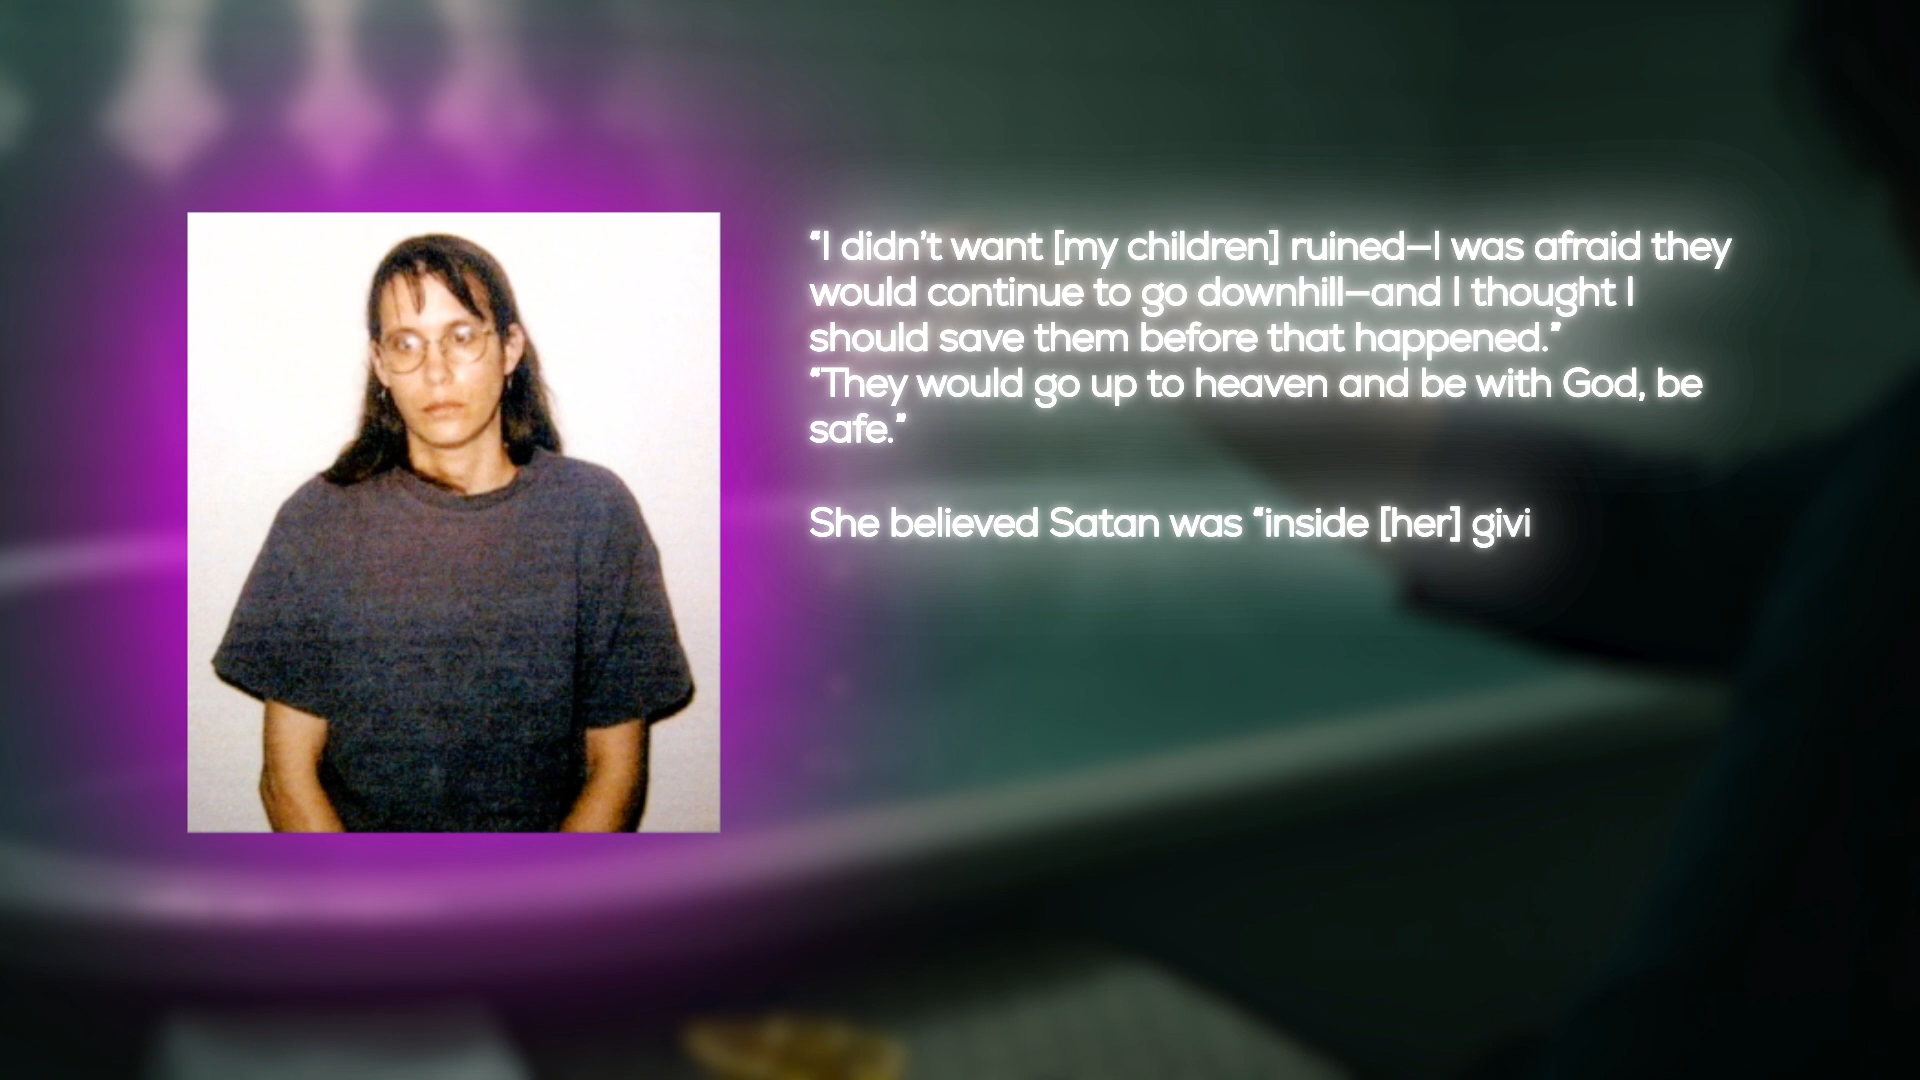 “I didn’t want [my children] ruined—I was afraid they
would continue to go downhill—and I thought I
should save them before that happened.”
“They would go up to heaven and be with God, be
safe.”
She believed Satan was “inside [her] givi